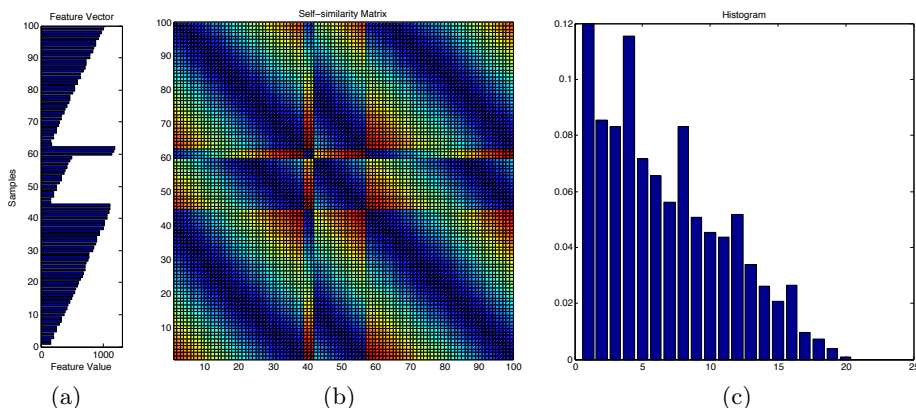 Feature Vector
100
90
80
70
60
50
40
30
20
10
0
Samples
0 1000
Feature Value
(a)
Self-similarity Matrix
100
90
80
70
60
50
40
30
20
10
10 20 30 40 50 60 70 80 90 100
(b)
Histogram
0.12
0.1
0.08
0.06
0.04
0.02
0
0 5 10 15 20 25
(c)